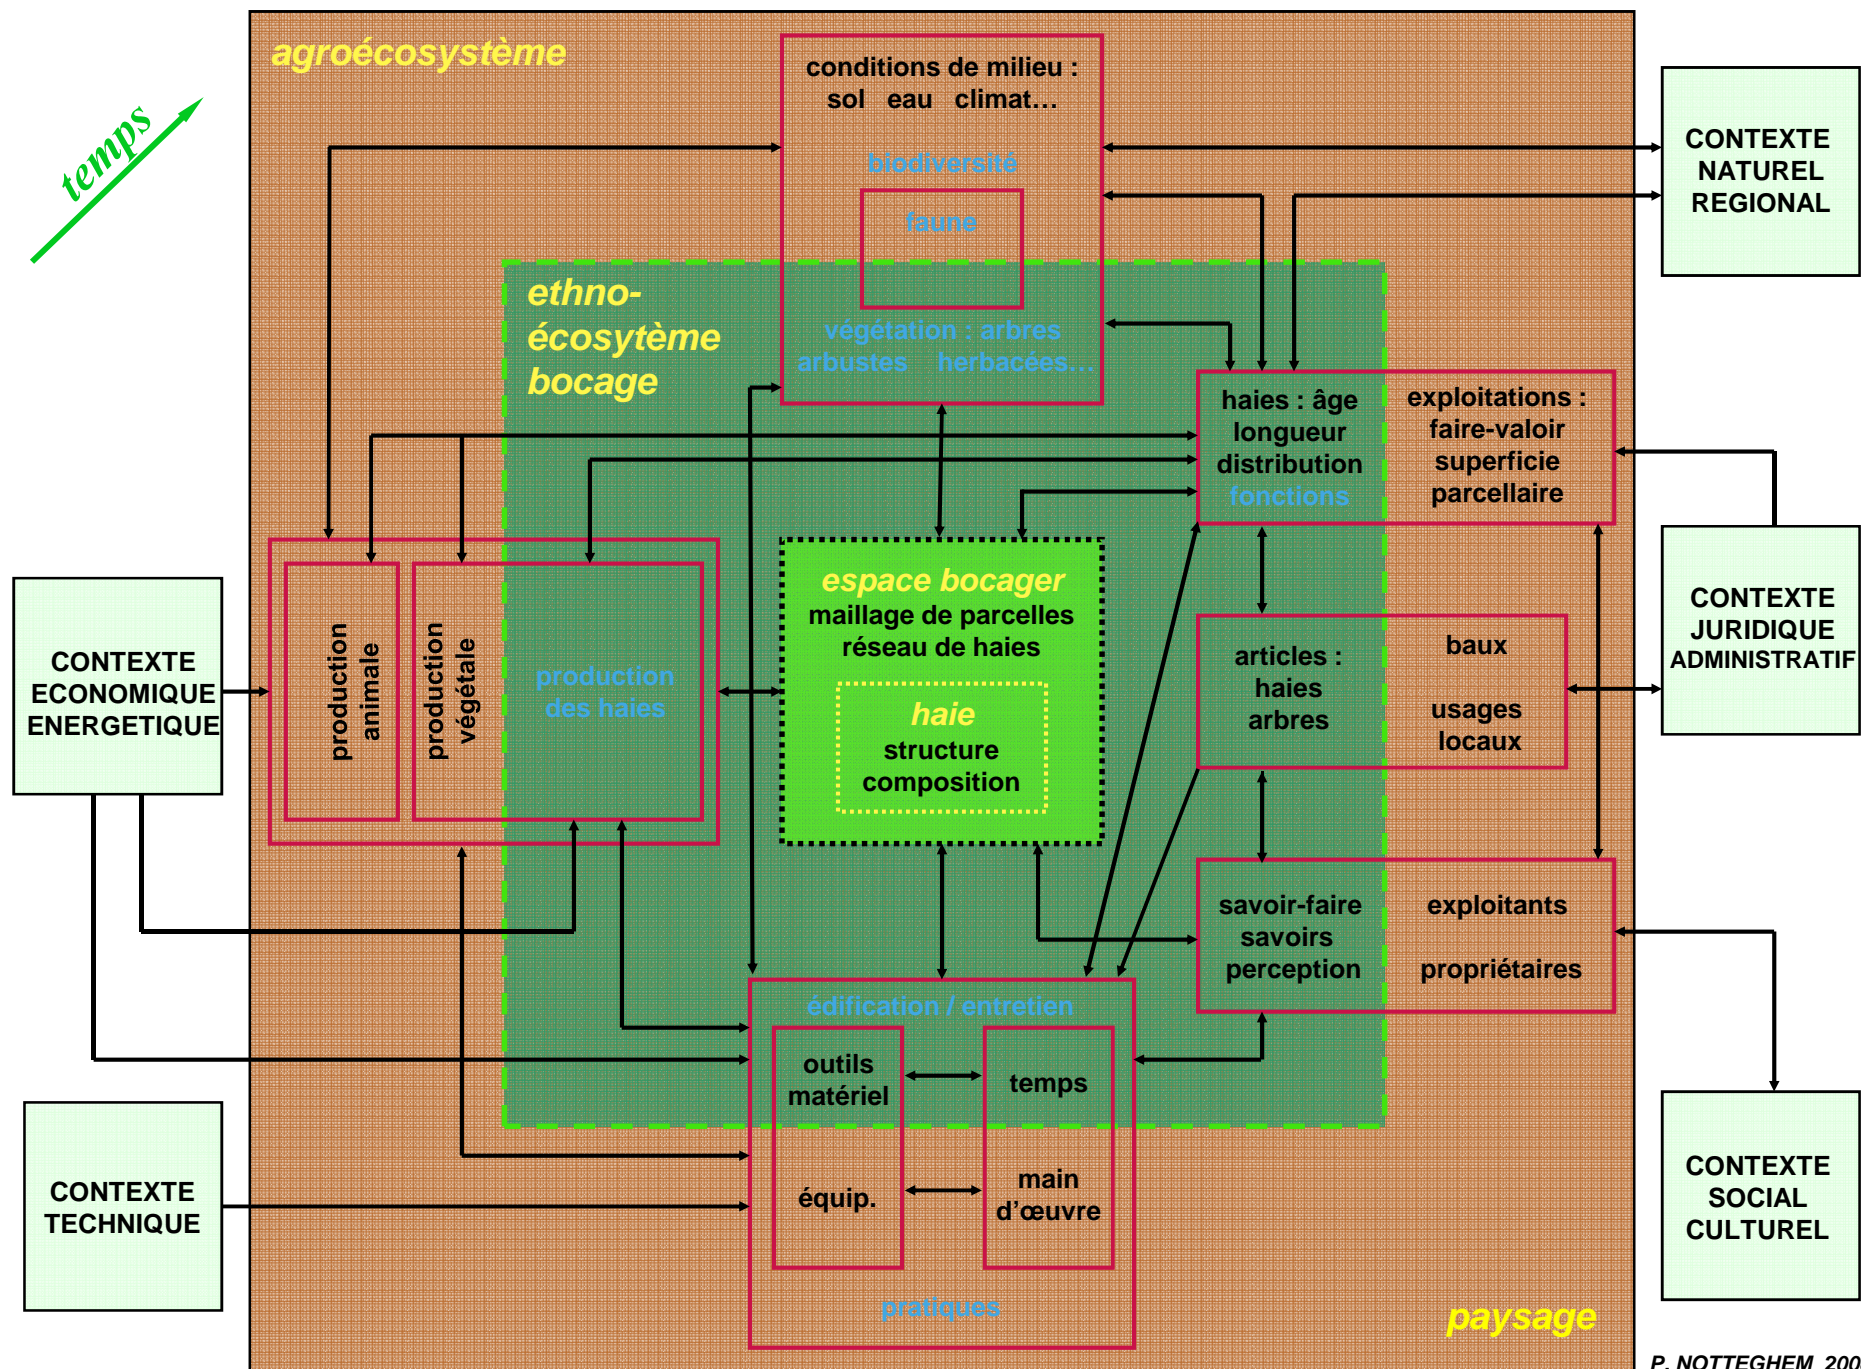 agroécosystème
temps
conditions de milieu :
sol eau climat…
biodiversité
faune
végétation : arbres
arbustes herbacées…
CONTEXTE
NATUREL
REGIONAL
ethno-
écosytème
bocage
haies : âge
longueur
distribution
fonctions
exploitations :
faire-valoir
superficie
parcellaire
CONTEXTE
ECONOMIQUE
ENERGETIQUE
production
animale
production
végétale
production
des haies
espace bocager
maillage de parcelles
réseau de haies
haie
structure
composition
articles :
haies
arbres
baux
usages
locaux
CONTEXTE
JURIDIQUE
ADMINISTRATIF
savoir-faire
savoirs
perception
exploitants
propriétaires
édification / entretien
outils
matériel
temps
équip.
main
d'œuvre
pratiques
CONTEXTE
TECHNIQUE
CONTEXTE
SOCIAL
CULTUREL
paysage
P. NOTTEGHEM 200